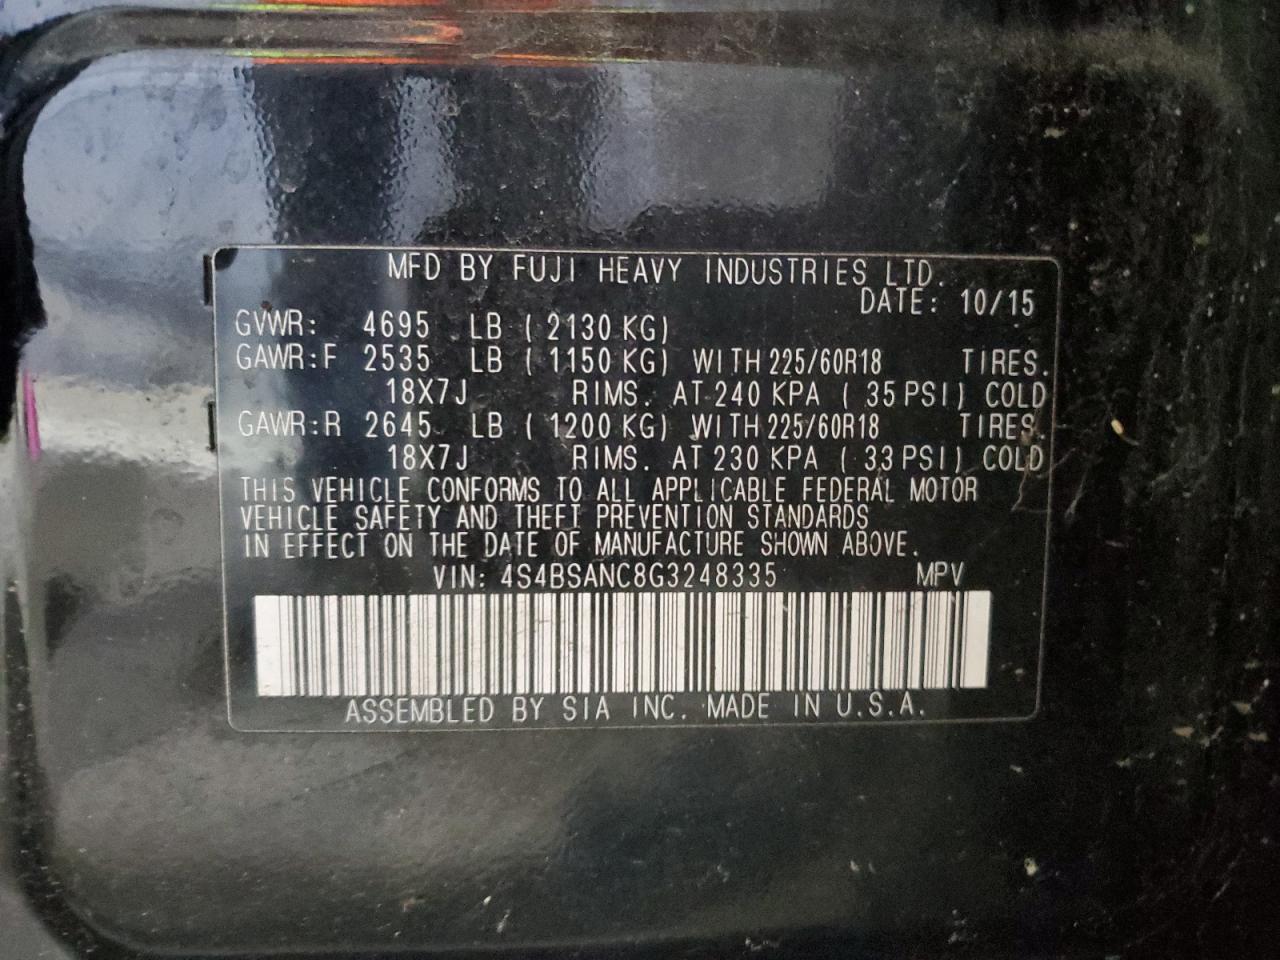 MFD BY FUJI HEAVY INDUSTRIES LTD.
DATE: 10/15
GVWR: 4695 LB ( 2130 KG)
GAWR:F 2535 LB ( 1150 KG) WITH 225/60R18 TIRES.
18X7J RIMS. AT 240 KPA ( 35 PSI) COLD
GAWR:R 2645 LB ( 1200 KG) WITH 225/60R18 TIRES.
18X7J RIMS. AT 230 KPA ( 33 PSI) COLD
THIS VEHICLE CONFORMS TO ALL APPLICABLE FEDERAL MOTOR
VEHICLE SAFETY AND THEFT PREVENTION STANDARDS
IN EFFECT ON THE DATE OF MANUFACTURE SHOWN ABOVE.
VIN: 4S4BSANC8G3248335 MPV
ASSEMBLED BY SIA INC. MADE IN U.S.A.